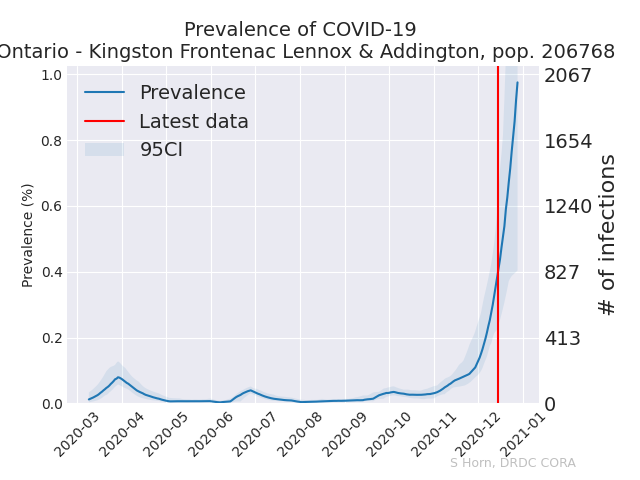 Prevalence of COVID-19
Ontario - Kingston Frontenac Lennox & Addington, pop. 206768
Prevalence
Latest data
95CI
Prevalence (%)
1.0
0.8
0.6
0.4
0.2
0.0
2067
1654
1240
827
413
0
# of infections
2020-03
2020-04
2020-05
2020-06
2020-07
2020-08
2020-09
2020-10
2020-11
2020-12
2021-01
S Horn, DRDC CORA